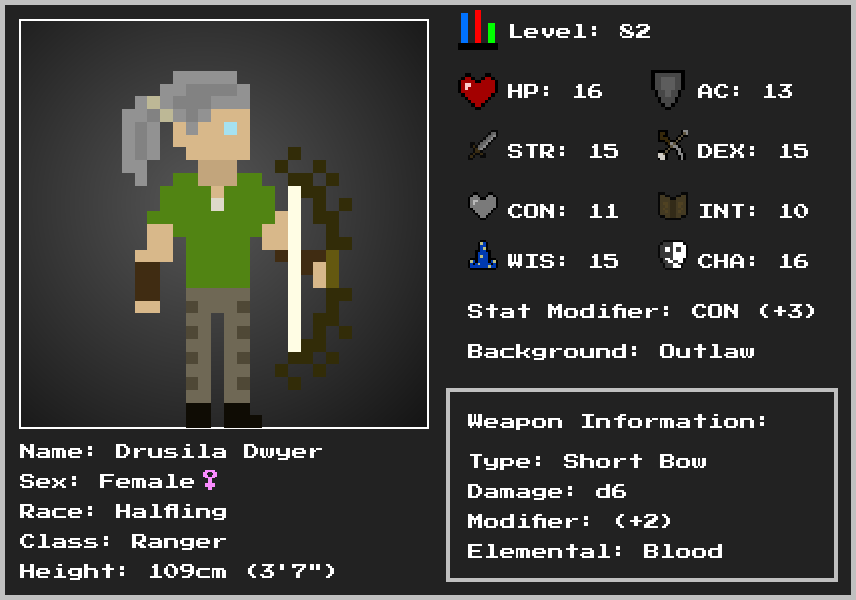 Level: 82
HP: 16
AC: 13
STR: 15
DEX: 15
CON: 11
INT: 10
WIS: 15
CHA: 16
Stat Modifier: CON (+3)
Background: Outlaw
Weapon Information:
Type: Short Bow
Damage: d6
Modifier: (+2)
Elemental: Blood
Name: Drusila Dwyer
Sex: Female♀
Race: Halfling
Class: Ranger
Height: 109cm (3'7")